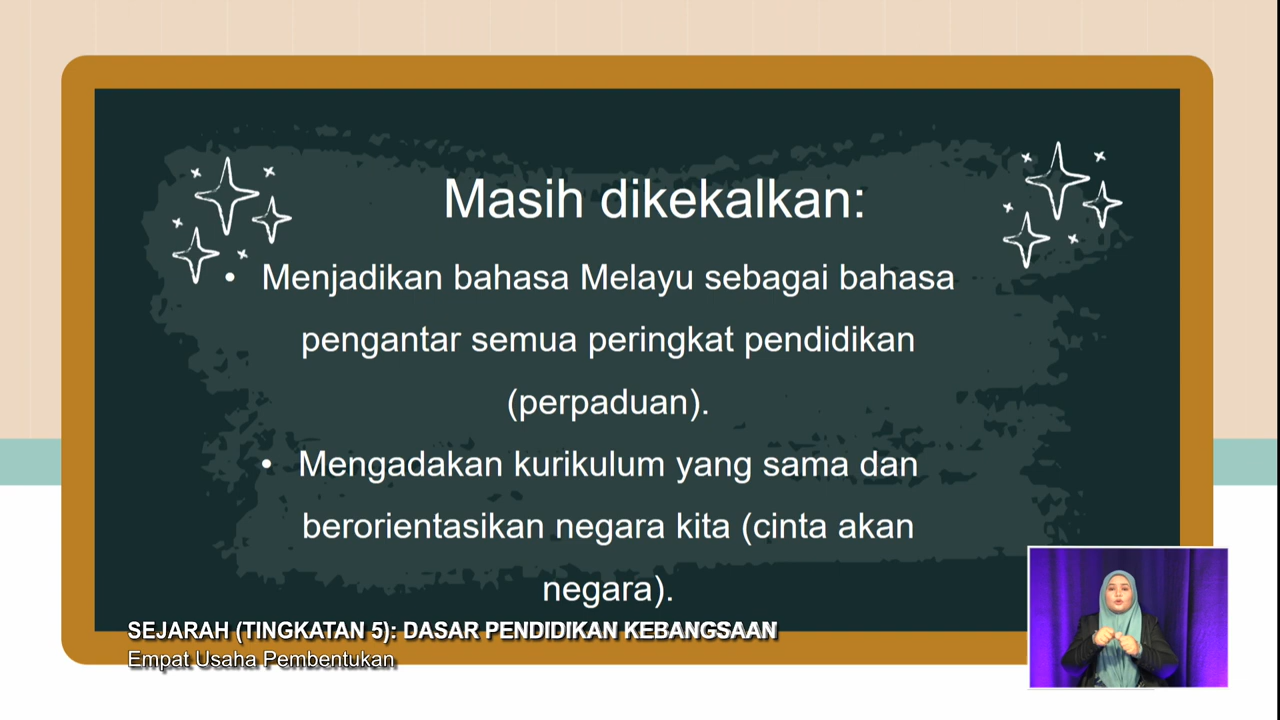 Masih dikekalkan:
• Menjadikan bahasa Melayu sebagai bahasa
pengantar semua peringkat pendidikan
(perpaduan).
• Mengadakan kurikulum yang sama dan
berorientasikan negara kita (cinta akan
negara).
SEJARAH (TINGKATAN 5): DASAR PENDIDIKAN KEBANGSAAN
Empat Usaha Pembentukan